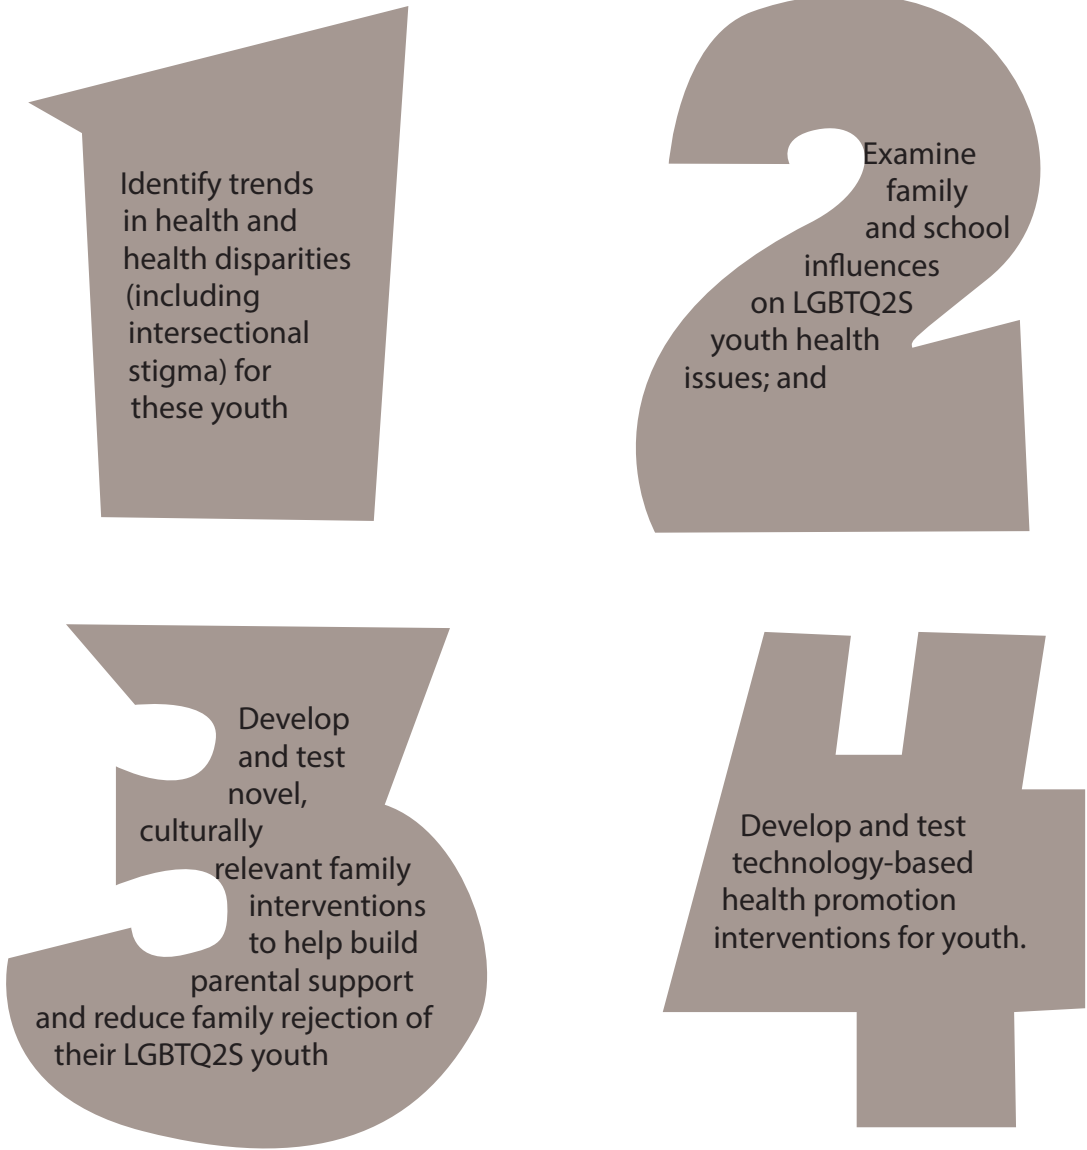 Identify trends
in health and
health disparities
(including
intersectional
stigma) for
these youth
Examine
family
and school
influences
on LGBTQ2S
youth health
issues; and
Develop
and test
novel,
culturally
relevant family
interventions
to help build
parental support
and reduce family rejection of
their LGBTQ2S youth
Develop and test
technology-based
health promotion
interventions for youth.